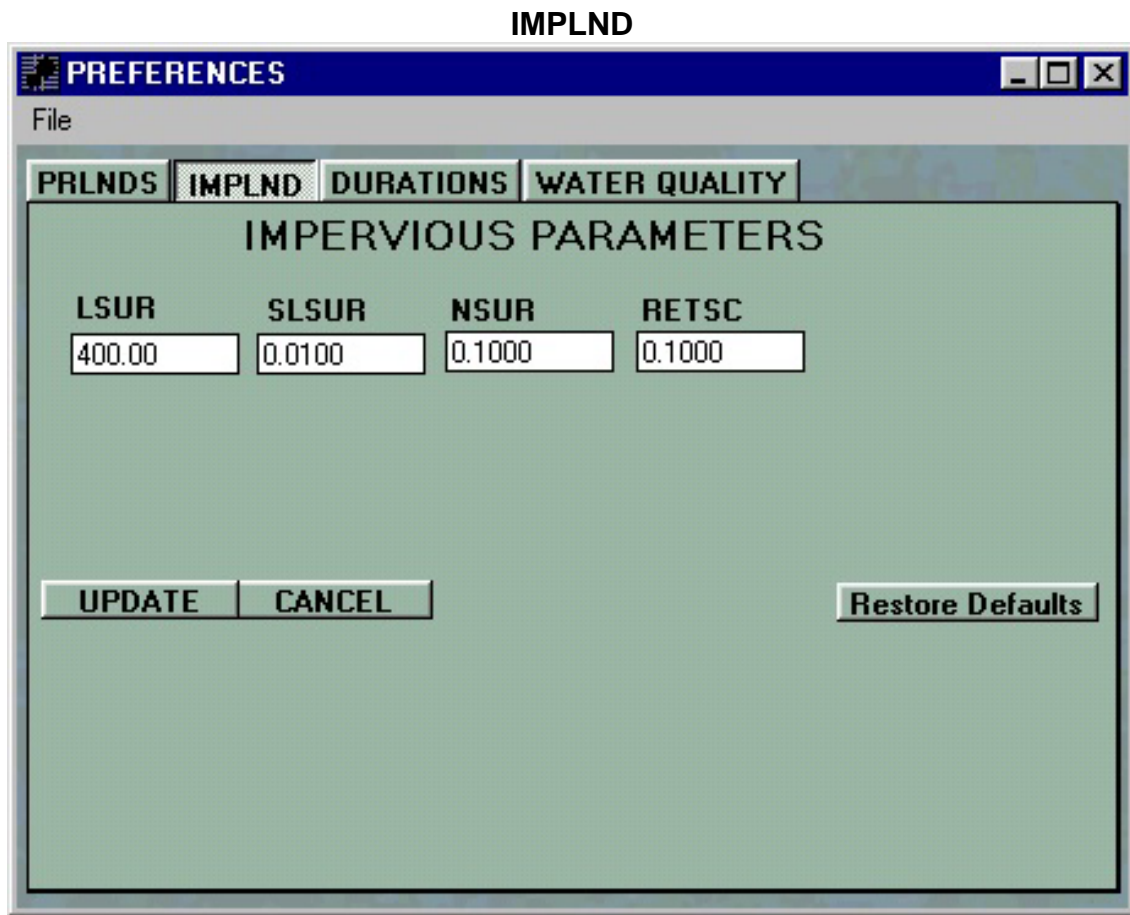 IMPLND
PREFERENCES
File
PRLNDS IMPLND DURATIONS WATER QUALITY
IMPERVIOUS PARAMETERS
LSUR SLSUR NSUR RETSC
400.00 0.0100 0.1000 0.1000
UPDATE CANCEL Restore Defaults